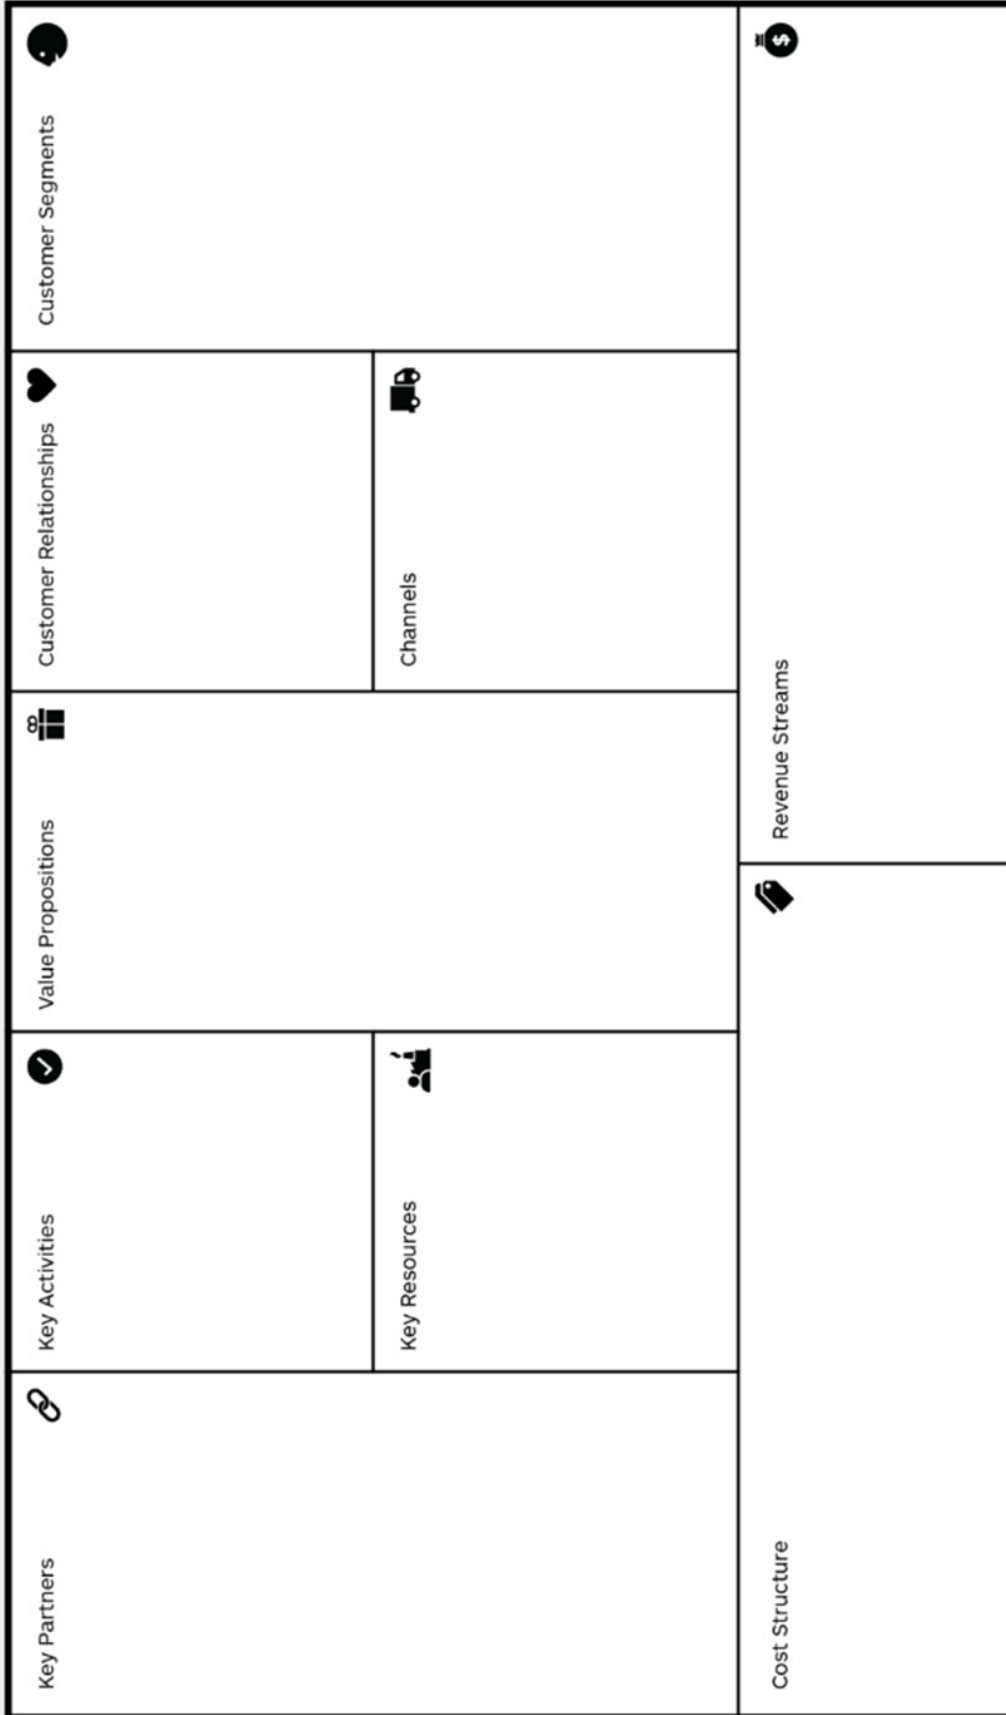 Key Partners
Key Activities
Key Resources
Value Propositions
Customer Relationships
Channels
Customer Segments
Cost Structure
Revenue Streams